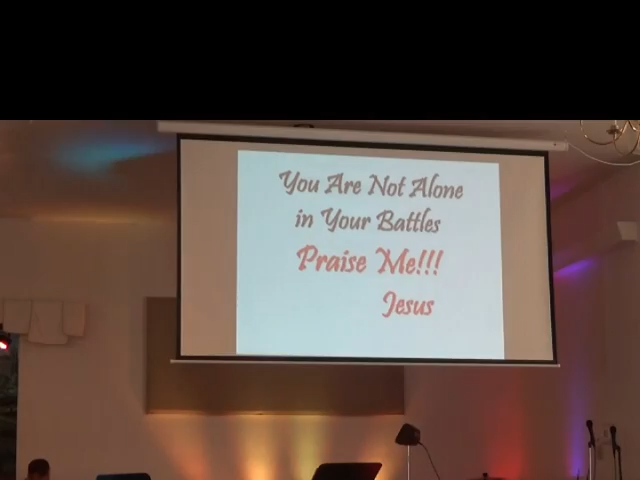 You Are Not Alone
in Your Battles
Praise Me!!!
Jesus